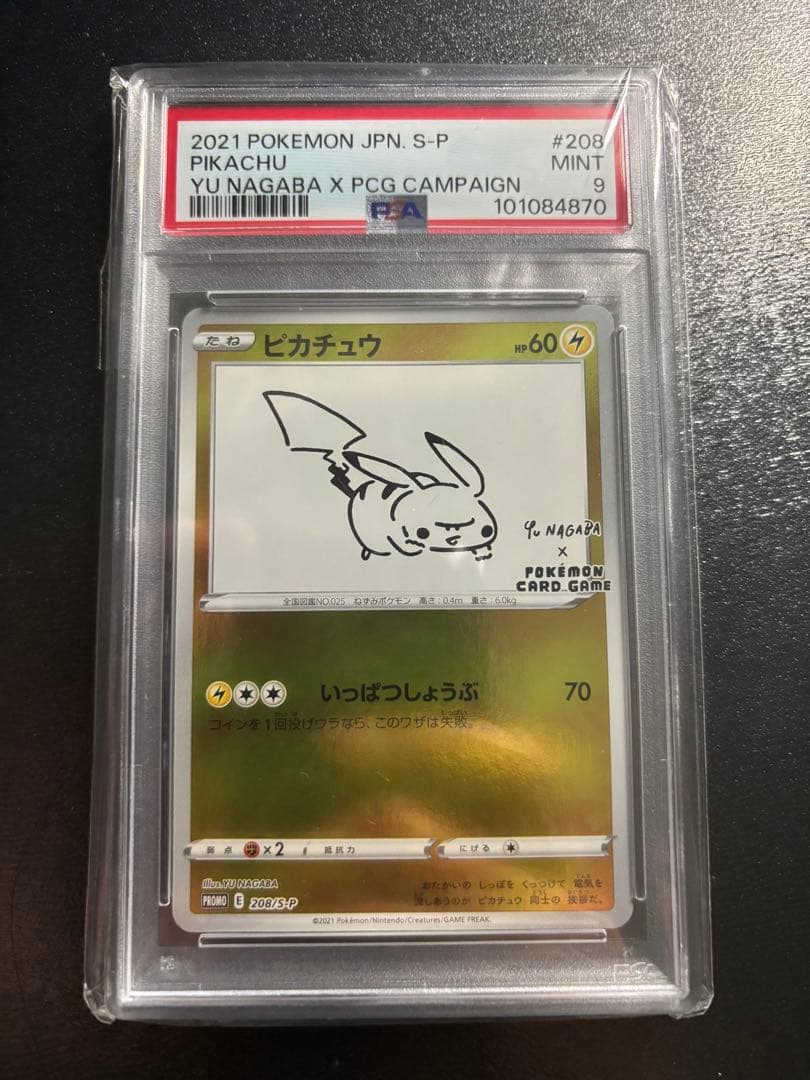 2021 POKEMON JPN. S-P #208
PIKACHU MINT
YU NAGABA X PCG CAMPAIGN 9
PSA 101084870
たね ピカチュウ HP60
YU NAGABA
×
POKÉMON
CARD GAME
全国図鑑NO.025 ねずみポケモン 高さ:0.4m 重さ:6.0kg
いっぱつしょうぶ 70
コインを1回投げウラなら、このワザは失敗。
弱点 ×2 抵抗力 にげる
Illus. YU NAGABA
PROMO E 208/S-P
おたがいの しっぽを くっつけて 電気を
流しあうのが ピカチュウ 同士の 挨拶だ。
©2021 Pokémon/Nintendo/Creatures/GAME FREAK.